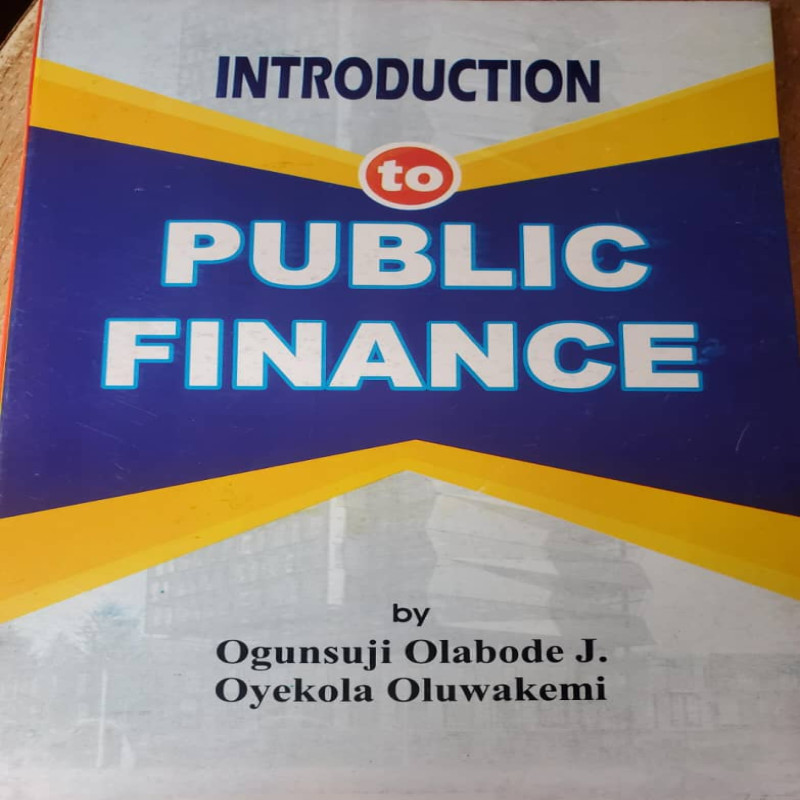 INTRODUCTION
to
PUBLIC
FINANCE
by
Ogunsuji Olabode J.
Oyekola Oluwakemi